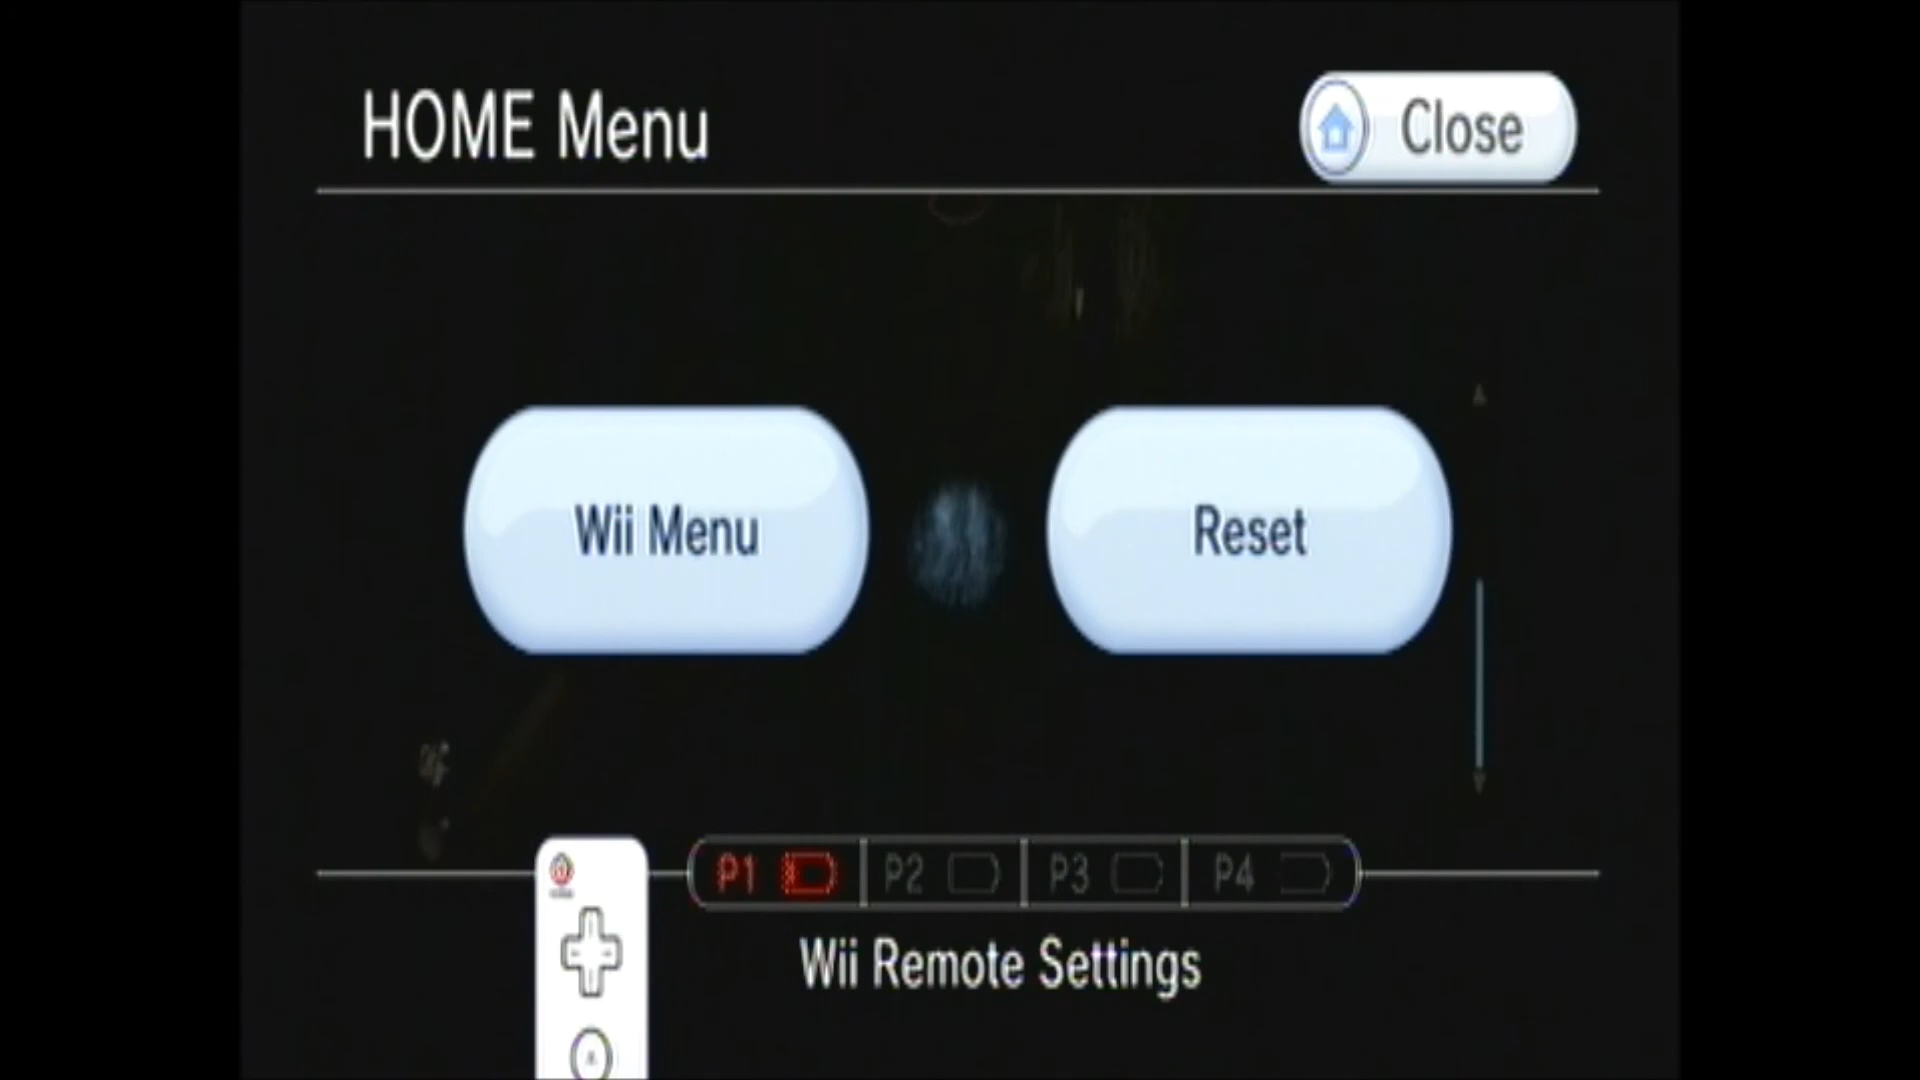 HOME Menu
Close
Wii Menu
Reset
P1 P2 P3 P4
Wii Remote Settings